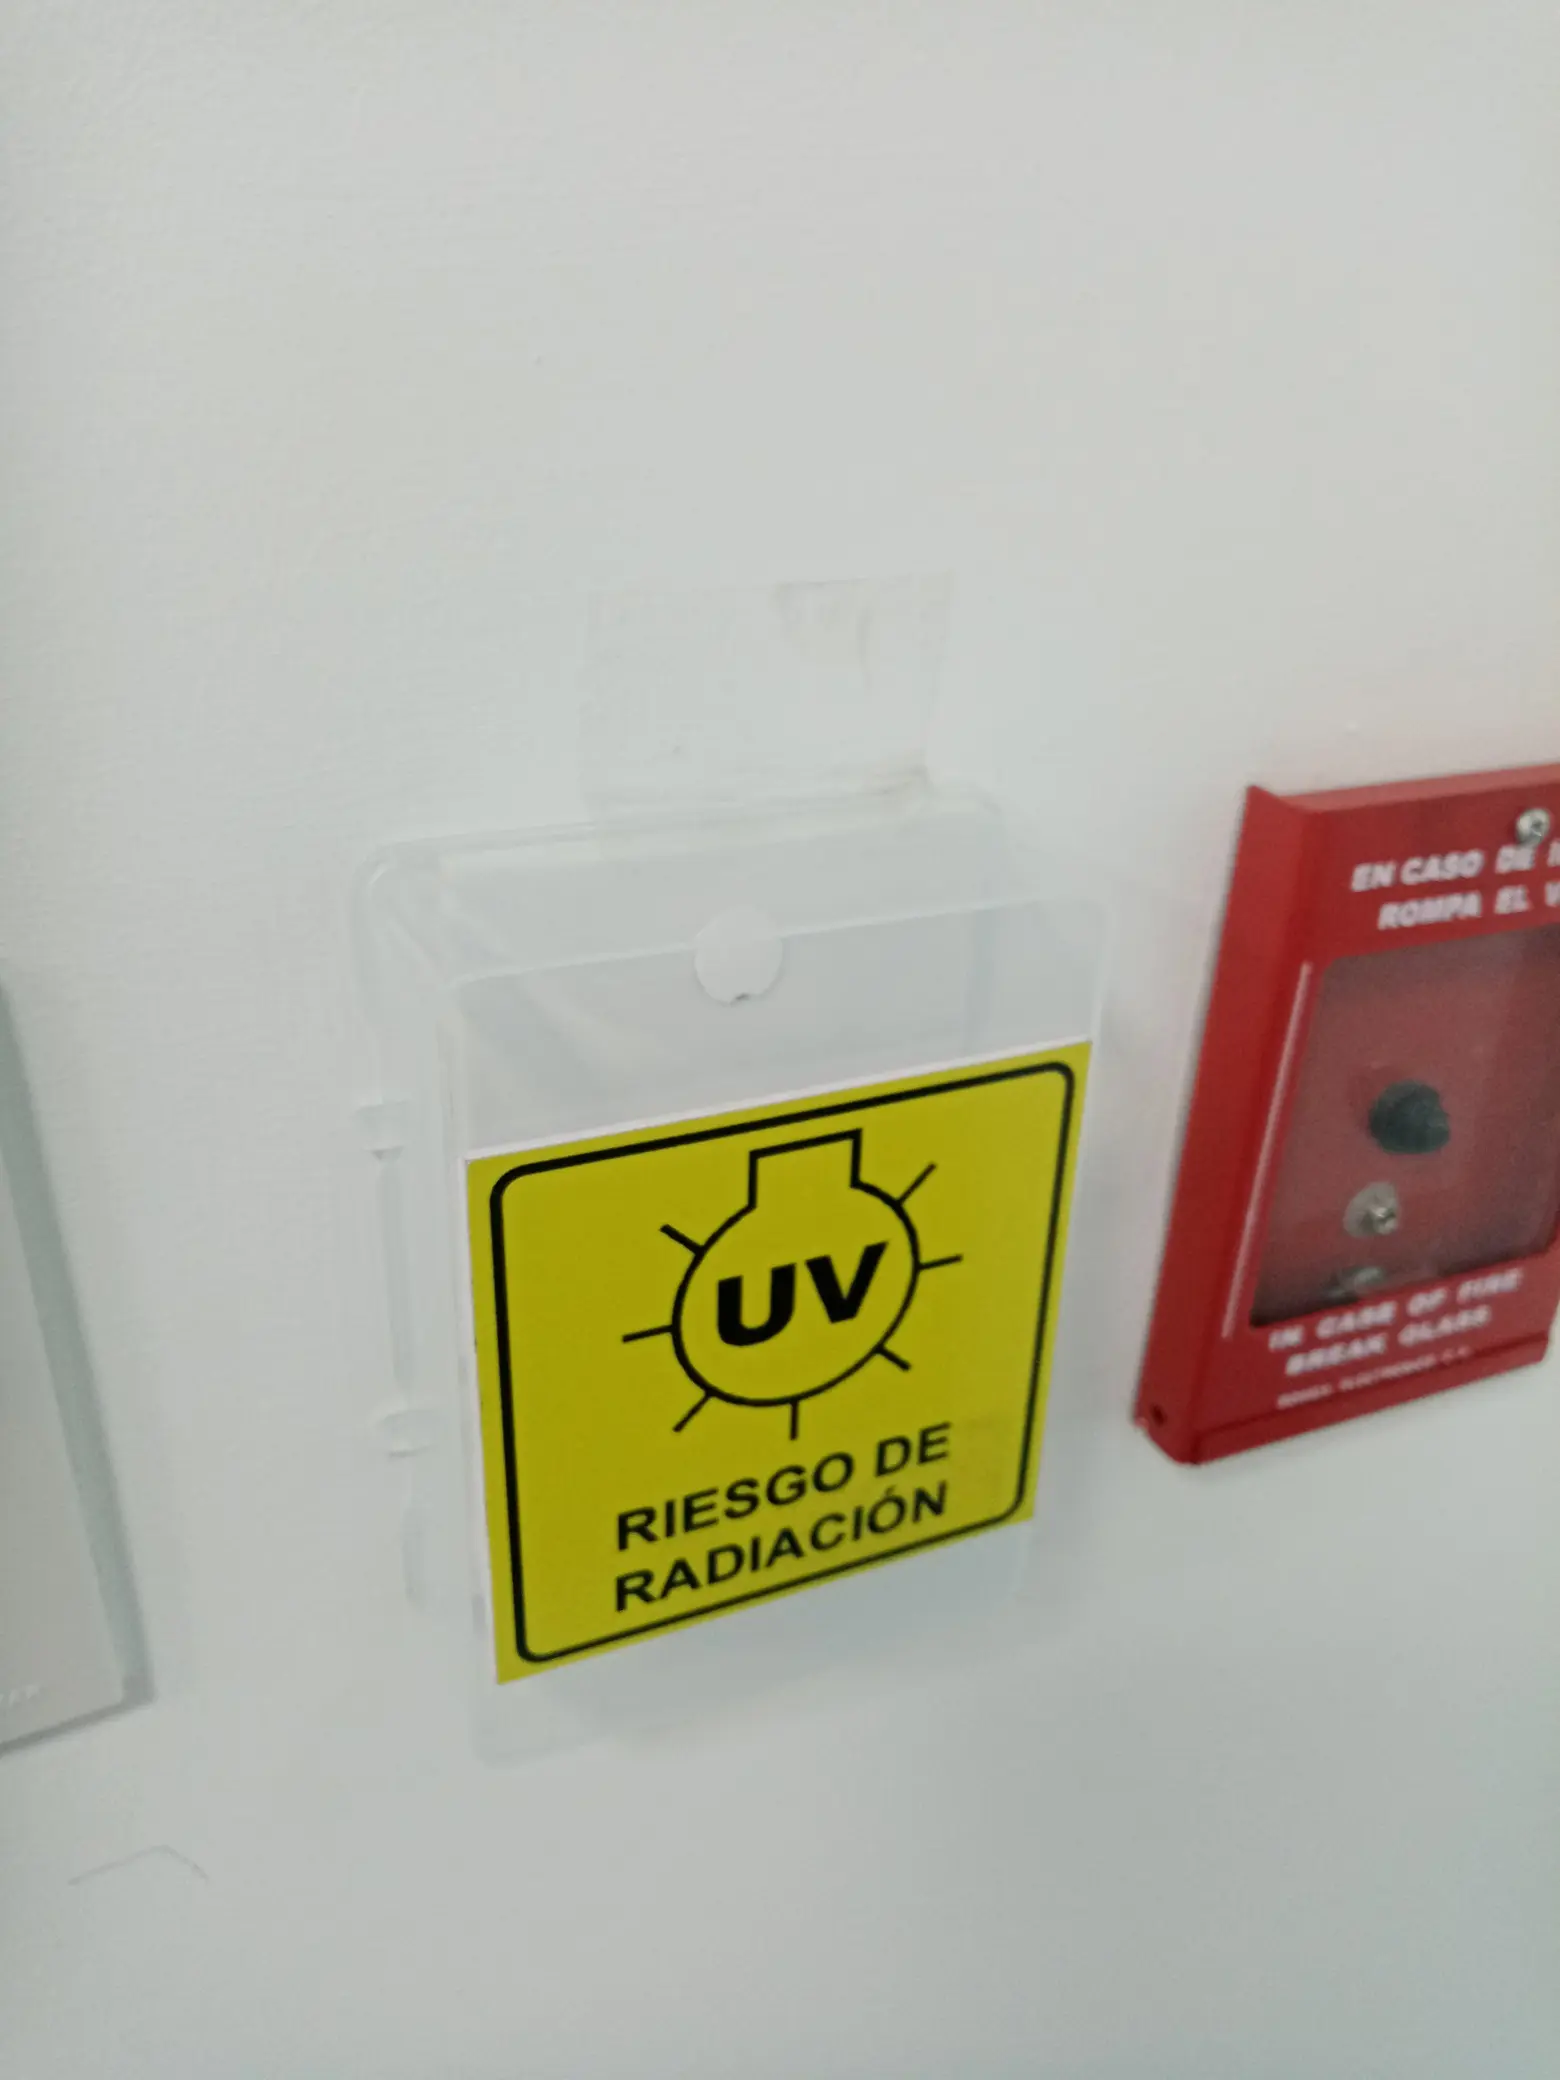 UV
RIESGO DE
RADIACIÓN
EN CASO DE
ROMPA EL
IN CASE OF FIRE
BREAK GLASS